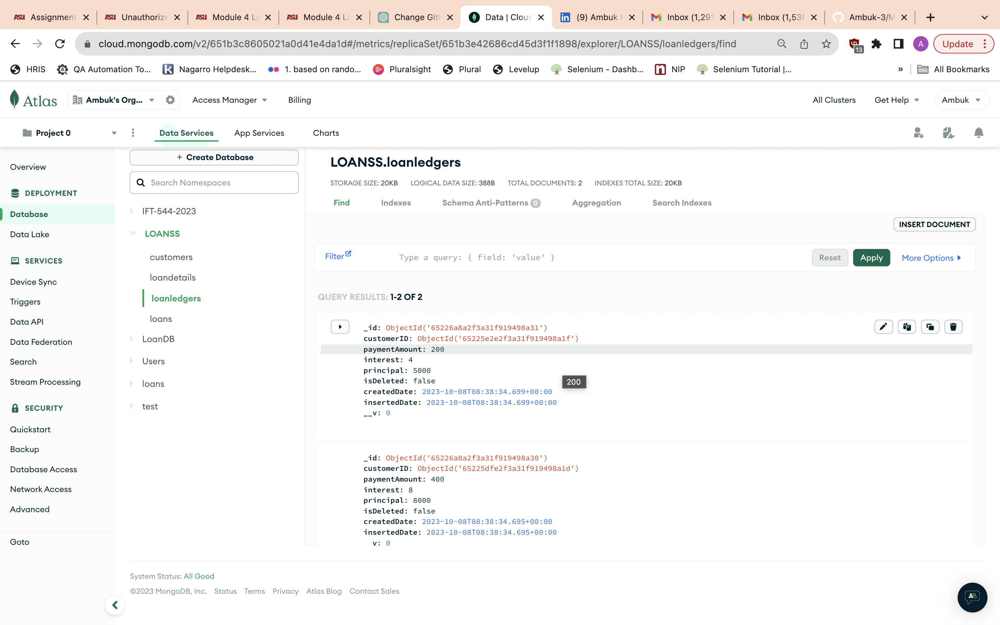 Assignment
Unauthorize
Module 4 La
Module 4 La
Change Git
Data | Clou
(9) Ambuk
Inbox (1,291
Inbox (1,536
Ambuk-3/M
cloud.mongodb.com/v2/651b3c8605021a0d41e4da1d#/metrics/replicaSet/651b3e42686cd45d3f1f1898/explorer/LOANSS/loanledgers/find
13
A
Update
HRIS
QA Automation To...
Nagarro Helpdesk...
1. based on rando...
Pluralsight
Plural
Levelup
Selenium - Dashb...
NIP
Selenium Tutorial |...
»
All Bookmarks
Atlas
Ambuk's Org...
Access Manager
Billing
All Clusters
Get Help
Ambuk
Project 0
Data Services
App Services
Charts
Overview
DEPLOYMENT
Database
Data Lake
SERVICES
Device Sync
Triggers
Data API
Data Federation
Search
Stream Processing
SECURITY
Quickstart
Backup
Database Access
Network Access
Advanced
Goto
+ Create Database
Search Namespaces
IFT-544-2023
LOANSS
customers
loandetails
loanledgers
loans
LoanDB
Users
loans
test
LOANSS.loanledgers
STORAGE SIZE: 20KB LOGICAL DATA SIZE: 388B TOTAL DOCUMENTS: 2 INDEXES TOTAL SIZE: 20KB
Find Indexes Schema Anti-Patterns 0 Aggregation Search Indexes
INSERT DOCUMENT
Filter
Type a query: { field: 'value' }
Reset
Apply
More Options
QUERY RESULTS: 1-2 OF 2
_id: ObjectId('65226a8a2f3a31f919498a31')
customerID: ObjectId('65225e2e2f3a31f919498a1f')
paymentAmount: 200
interest: 4
principal: 5000
isDeleted: false
200
createdDate: 2023-10-08T08:38:34.699+00:00
insertedDate: 2023-10-08T08:38:34.699+00:00
__v: 0
_id: ObjectId('65226a8a2f3a31f919498a30')
customerID: ObjectId('65225dfe2f3a31f919498a1d')
paymentAmount: 400
interest: 8
principal: 8000
isDeleted: false
createdDate: 2023-10-08T08:38:34.695+00:00
insertedDate: 2023-10-08T08:38:34.695+00:00
v: 0
System Status: All Good
©2023 MongoDB, Inc. Status Terms Privacy Atlas Blog Contact Sales